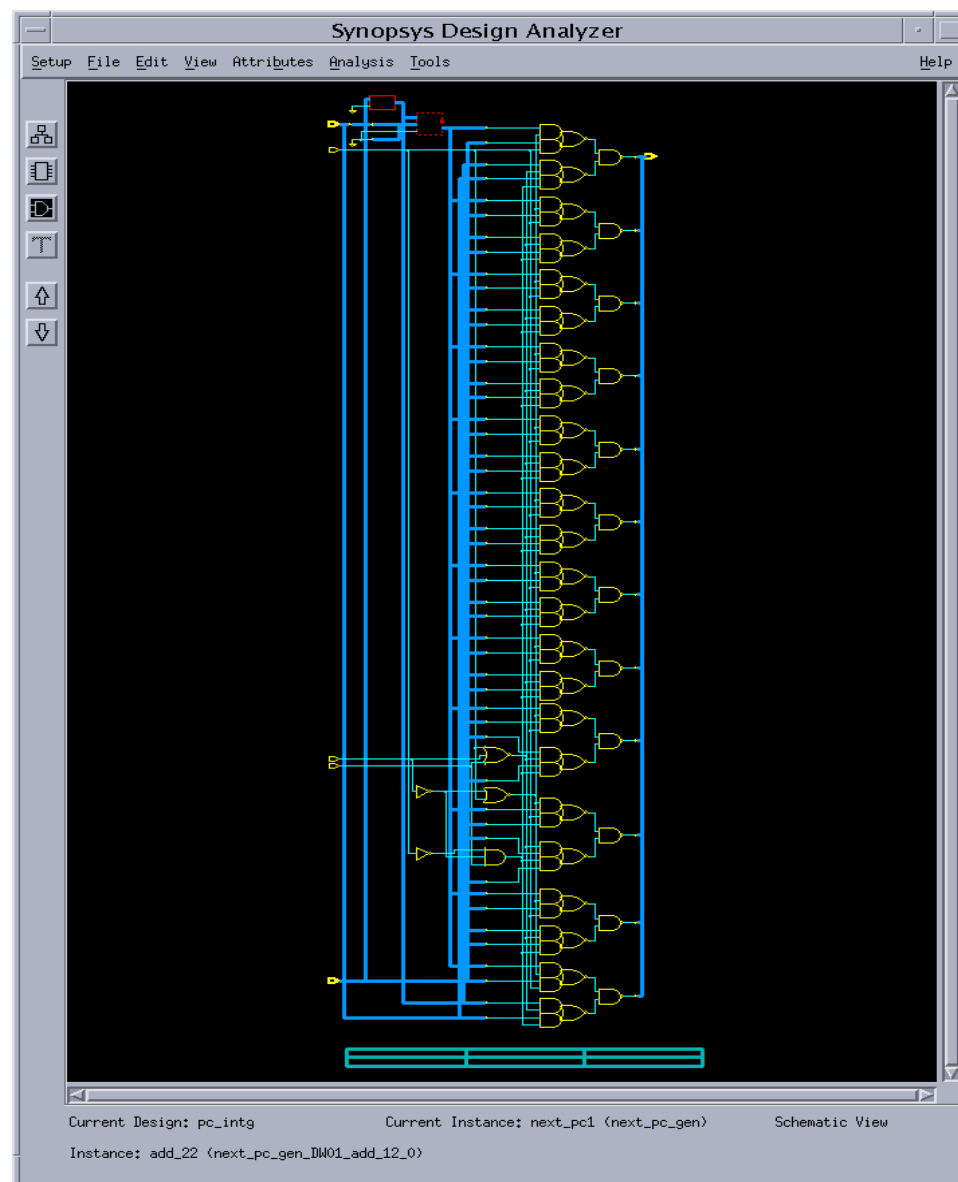 Synopsys Design Analyzer
Setup File Edit View Attributes Analysis Tools Help
Current Design: pc_intg Current Instance: next_pc1 (next_pc_gen) Schematic View
Instance: add_22 (next_pc_gen_DW01_add_12_0)